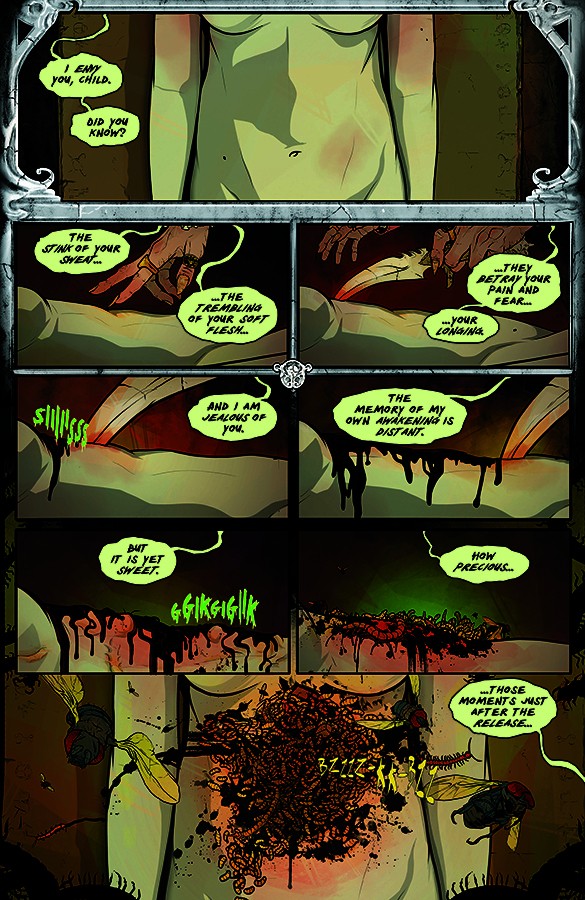 I ENVY
YOU, CHILD.
DID YOU
KNOW?
THE
STINK OF YOUR
SWEAT...
...THE
TREMBLING
OF YOUR SOFT
FLESH...
...THEY
BETRAY YOUR
PAIN AND
FEAR...
...YOUR
LONGING.
SIIIISSS
AND I AM
JEALOUS OF
YOU.
THE
MEMORY OF MY
OWN AWAKENING IS
DISTANT.
BUT
IT IS YET
SWEET.
GGIKGIGIIK
HOW
PRECIOUS...
...THOSE
MOMENTS JUST
AFTER THE
RELEASE...